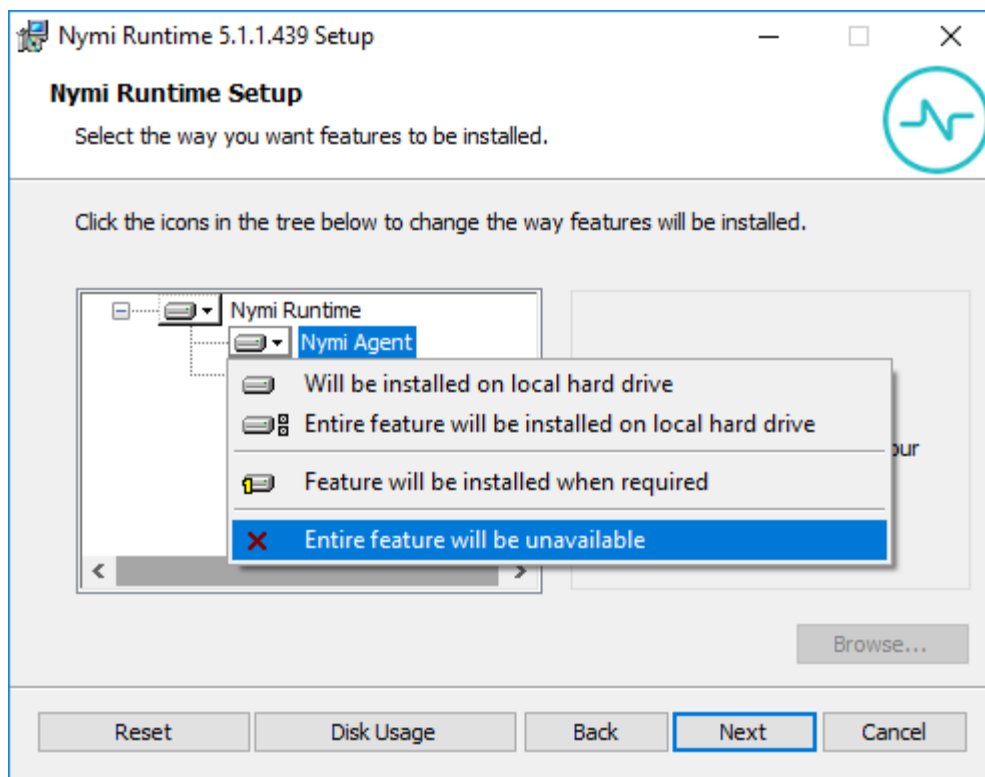 Nymi Runtime 5.1.1.439 Setup
Nymi Runtime Setup
Select the way you want features to be installed.
Click the icons in the tree below to change the way features will be installed.
Nymi Runtime
Nymi Agent
Will be installed on local hard drive
Entire feature will be installed on local hard drive
Feature will be installed when required
Entire feature will be unavailable
Browse...
Reset
Disk Usage
Back
Next
Cancel